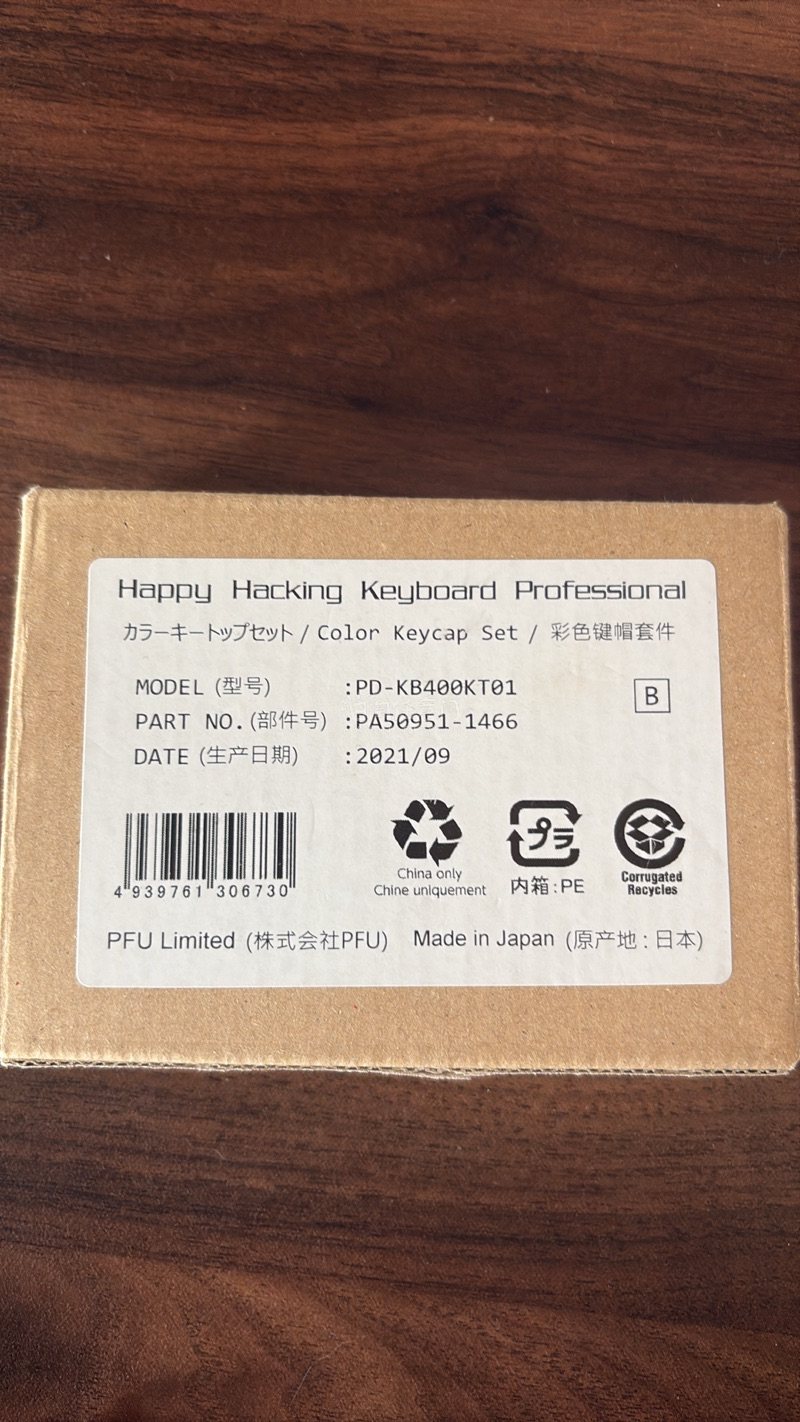 Happy Hacking Keyboard Professional
カラーキートップセット / Color Keycap Set / 彩色键帽套件
MODEL (型号) :PD-KB400KT01
B
PART NO. (部件号) :PA50951-1466
DATE (生产日期) :2021/09
プラ
China only
Chine uniquement
内箱:PE
Corrugated
Recycles
4 939761 306730
PFU Limited (株式会社PFU) Made in Japan (原产地:日本)